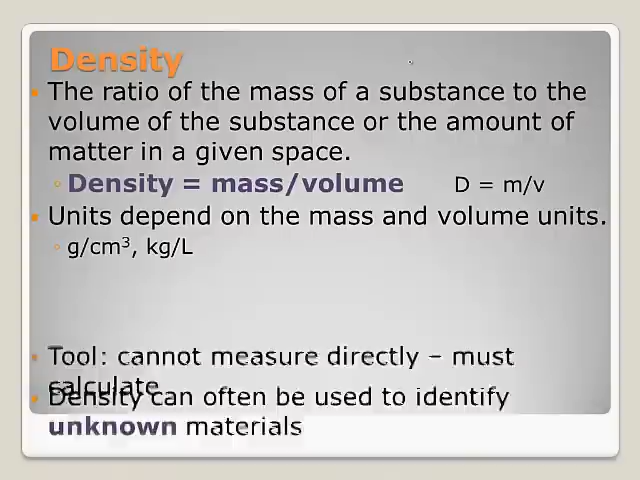 Density
The ratio of the mass of a substance to the
volume of the substance or the amount of
matter in a given space.
Density = mass/volume D = m/v
Units depend on the mass and volume units.
g/cm³, kg/L
Tool: cannot measure directly – must
calculate
Density can often be used to identify
unknown materials